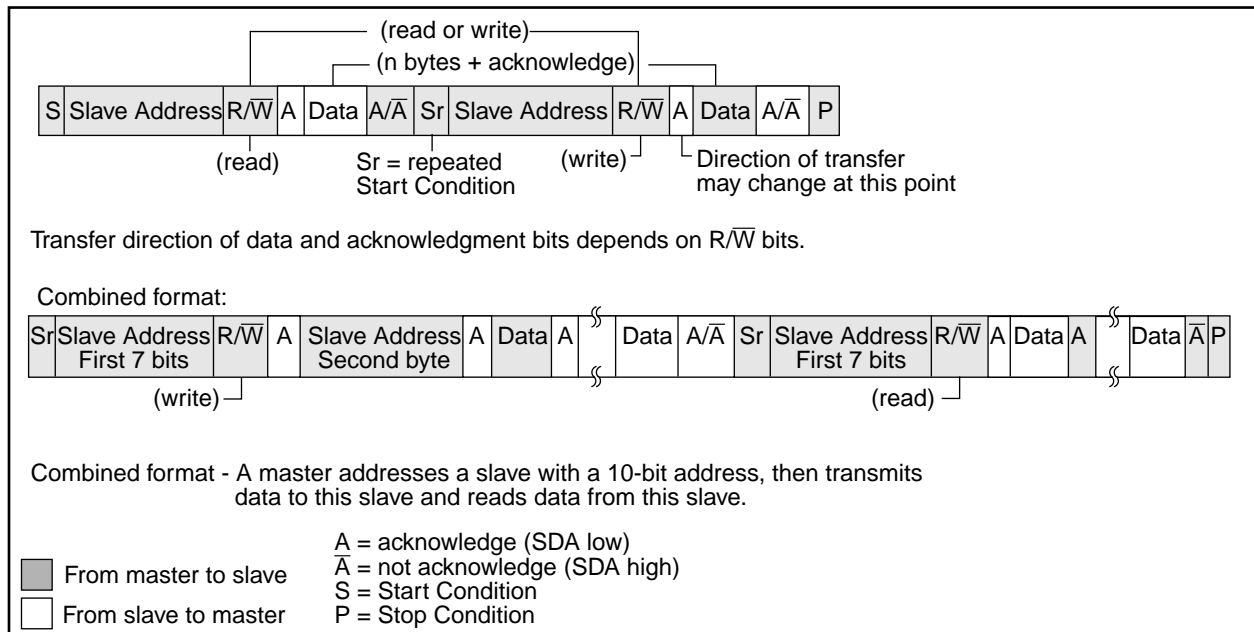 (read or write)
(n bytes + acknowledge)
S Slave Address R/W̅ A Data A/A̅ Sr Slave Address R/W̅ A Data A/A̅ P
(read) Sr = repeated (write) Direction of transfer
Start Condition may change at this point
Transfer direction of data and acknowledgment bits depends on R/W̅ bits.
Combined format:
Sr Slave Address R/W̅ A Slave Address A Data A Data A/A̅ Sr Slave Address R/W̅ A Data A Data A̅ P
First 7 bits Second byte First 7 bits
(write) (read)
Combined format - A master addresses a slave with a 10-bit address, then transmits
data to this slave and reads data from this slave.
A = acknowledge (SDA low)
A̅ = not acknowledge (SDA high)
From master to slave S = Start Condition
From slave to master P = Stop Condition